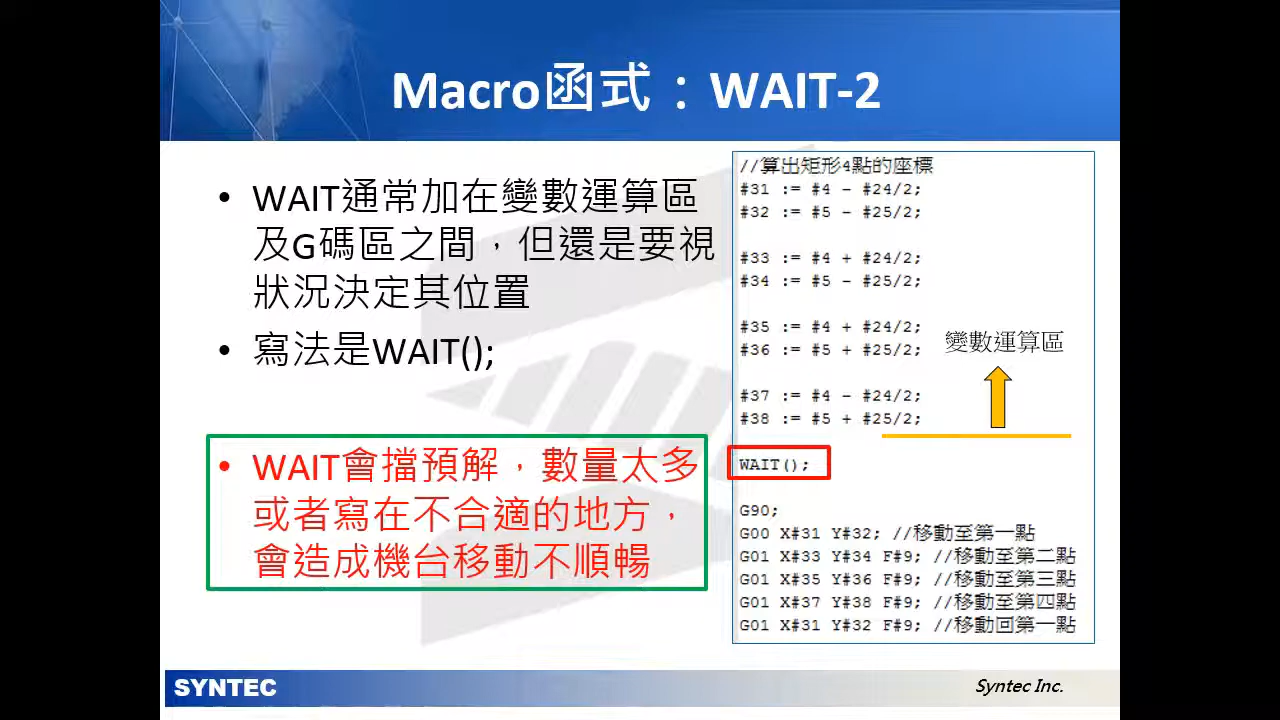 Macro函式：WAIT-2
• WAIT通常加在變數運算區
及G碼區之間，但還是要視
狀況決定其位置
• 寫法是WAIT();
• WAIT會擋預解，數量太多
或者寫在不合適的地方，
會造成機台移動不順暢
//算出矩形4點的座標
#31 := #4 - #24/2;
#32 := #5 - #25/2;
#33 := #4 + #24/2;
#34 := #5 - #25/2;
#35 := #4 + #24/2;
#36 := #5 + #25/2;
變數運算區
#37 := #4 - #24/2;
#38 := #5 + #25/2;
WAIT();
G90;
G00 X#31 Y#32; //移動至第一點
G01 X#33 Y#34 F#9; //移動至第二點
G01 X#35 Y#36 F#9; //移動至第三點
G01 X#37 Y#38 F#9; //移動至第四點
G01 X#31 Y#32 F#9; //移動回第一點
SYNTEC
Syntec Inc.